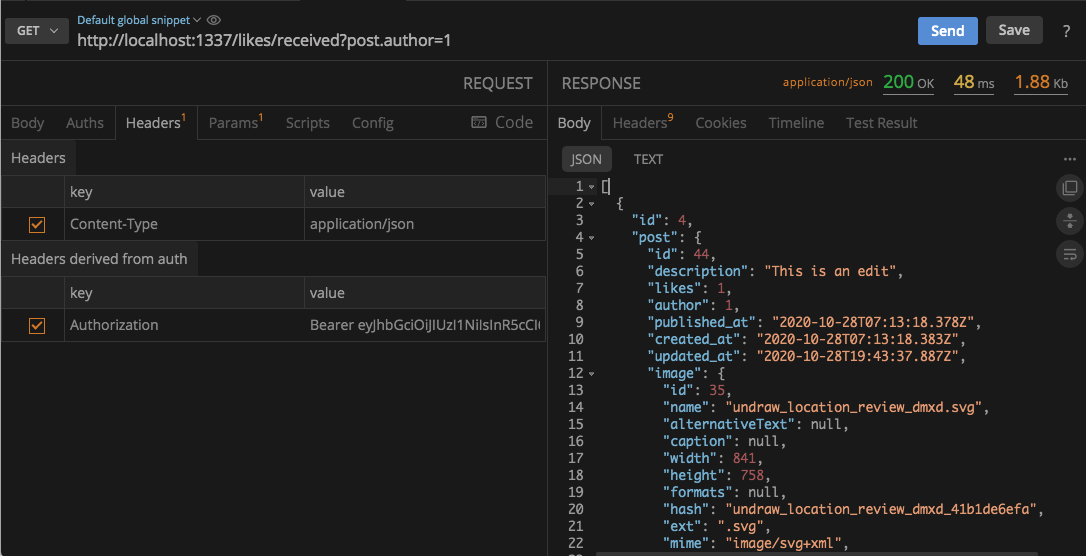 GET
Default global snippet
http://localhost:1337/likes/received?post.author=1
Send
Save
?
REQUEST
Body Auths Headers1 Params1 Scripts Config Code
Headers
key value
Content-Type application/json
Headers derived from auth
key value
Authorization Bearer
RESPONSE application/json 200 OK 48 ms 1.88 Kb
Body Headers9 Cookies Timeline Test Result
JSON TEXT
1 [
2 {
3 "id": 4,
4 "post": {
5 "id": 44,
6 "description": "This is an edit",
7 "likes": 1,
8 "author": 1,
9 "published_at": "2020-10-28T07:13:18.378Z",
10 "created_at": "2020-10-28T07:13:18.383Z",
11 "updated_at": "2020-10-28T19:43:37.887Z",
12 "image": {
13 "id": 35,
14 "name": "undraw_location_review_dmxd.svg",
15 "alternativeText": null,
16 "caption": null,
17 "width": 841,
18 "height": 758,
19 "formats": null,
20 "hash": "undraw_location_review_dmxd_41b1de6efa",
21 "ext": ".svg",
22 "mime": "image/svg+xml",